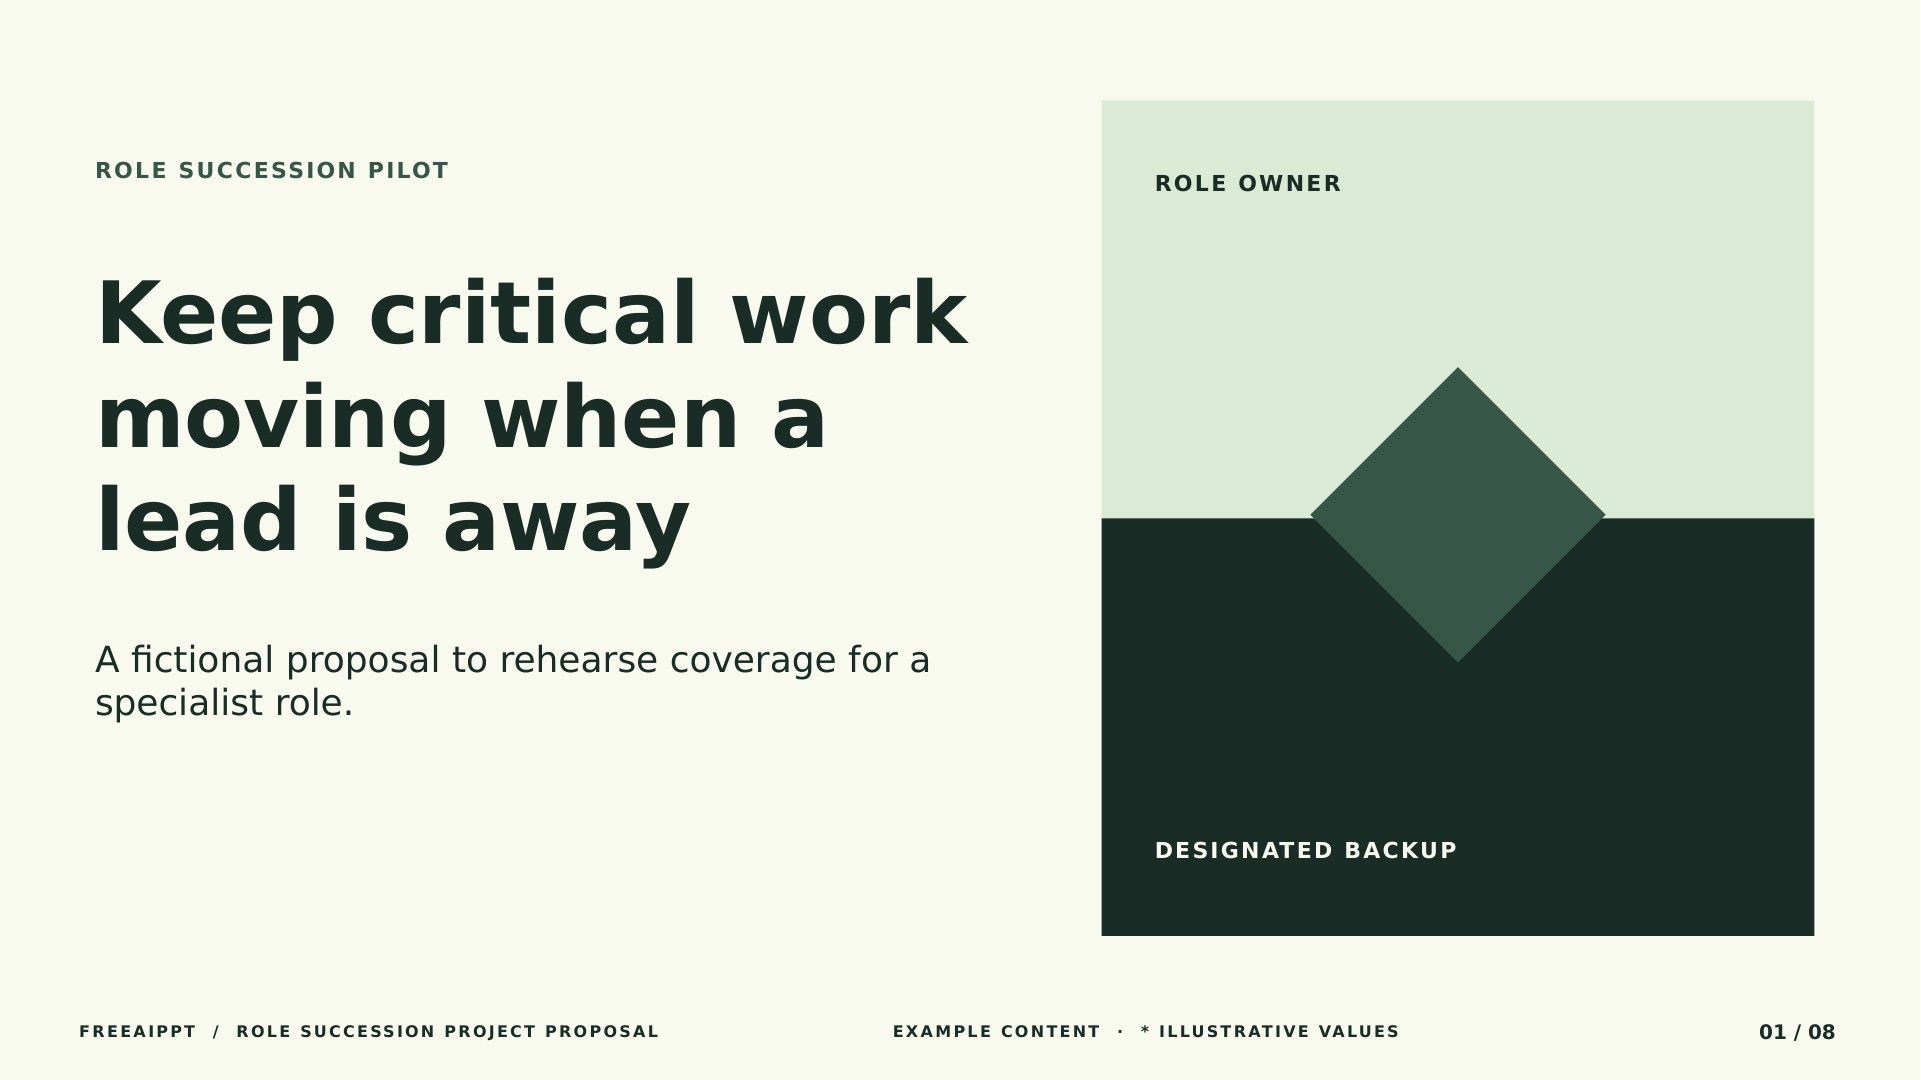 ROLE SUCCESSION PILOT
Keep critical work
moving when a
lead is away
A fictional proposal to rehearse coverage for a
specialist role.
ROLE OWNER
DESIGNATED BACKUP
FREEAIPPT / ROLE SUCCESSION PROJECT PROPOSAL
EXAMPLE CONTENT · * ILLUSTRATIVE VALUES
01 / 08